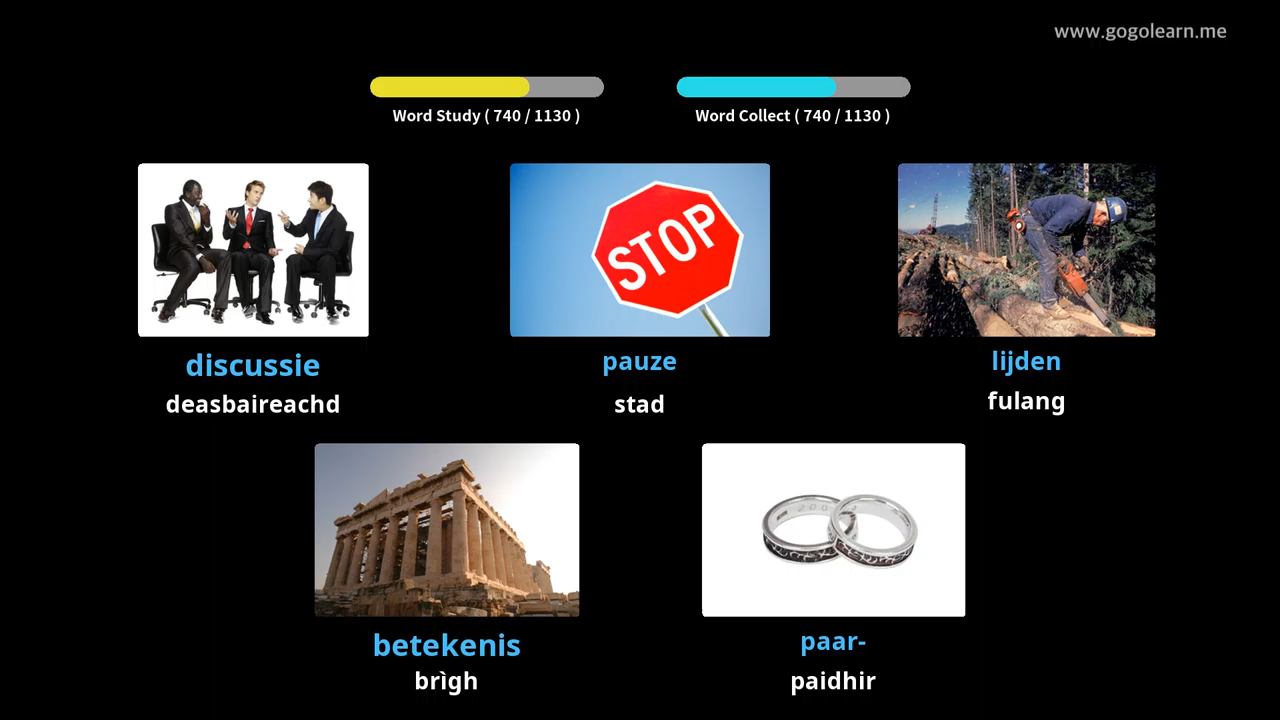 www.gogolearn.me
Word Study ( 740 / 1130 )
Word Collect ( 740 / 1130 )
STOP
discussie
deasbaireachd
pauze
stad
lijden
fulang
betekenis
brìgh
paar-
paidhir